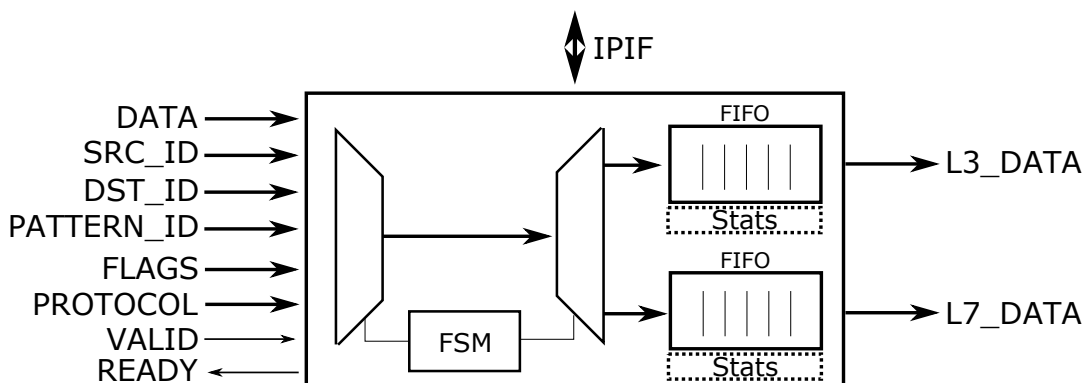 IPIF
DATA
SRC_ID
DST_ID
PATTERN_ID
FLAGS
PROTOCOL
VALID
READY
FSM
FIFO
Stats
FIFO
Stats
L3_DATA
L7_DATA